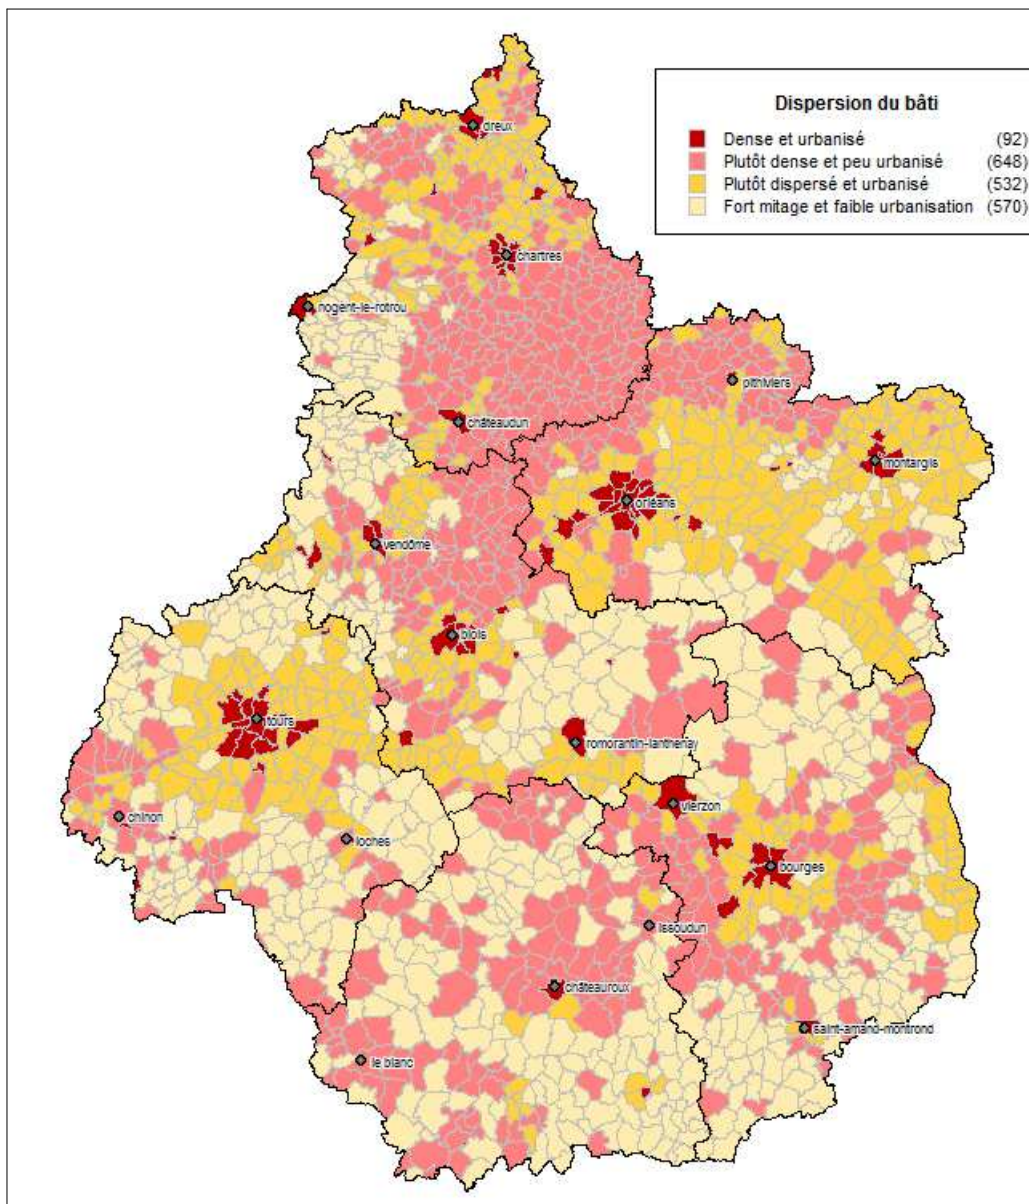 Dispersion du bâti
Dense et urbanisé (92)
Plutôt dense et peu urbanisé (648)
Plutôt dispersé et urbanisé (532)
Fort mitage et faible urbanisation (570)
dreux
chartres
nogent-le-rotrou
pithiviers
châteaudun
montargis
orléans
vendôme
blois
tours
romorantin-lanthenay
vierzon
chinon
loches
bourges
issoudun
châteauroux
saint-amand-montrond
le blanc